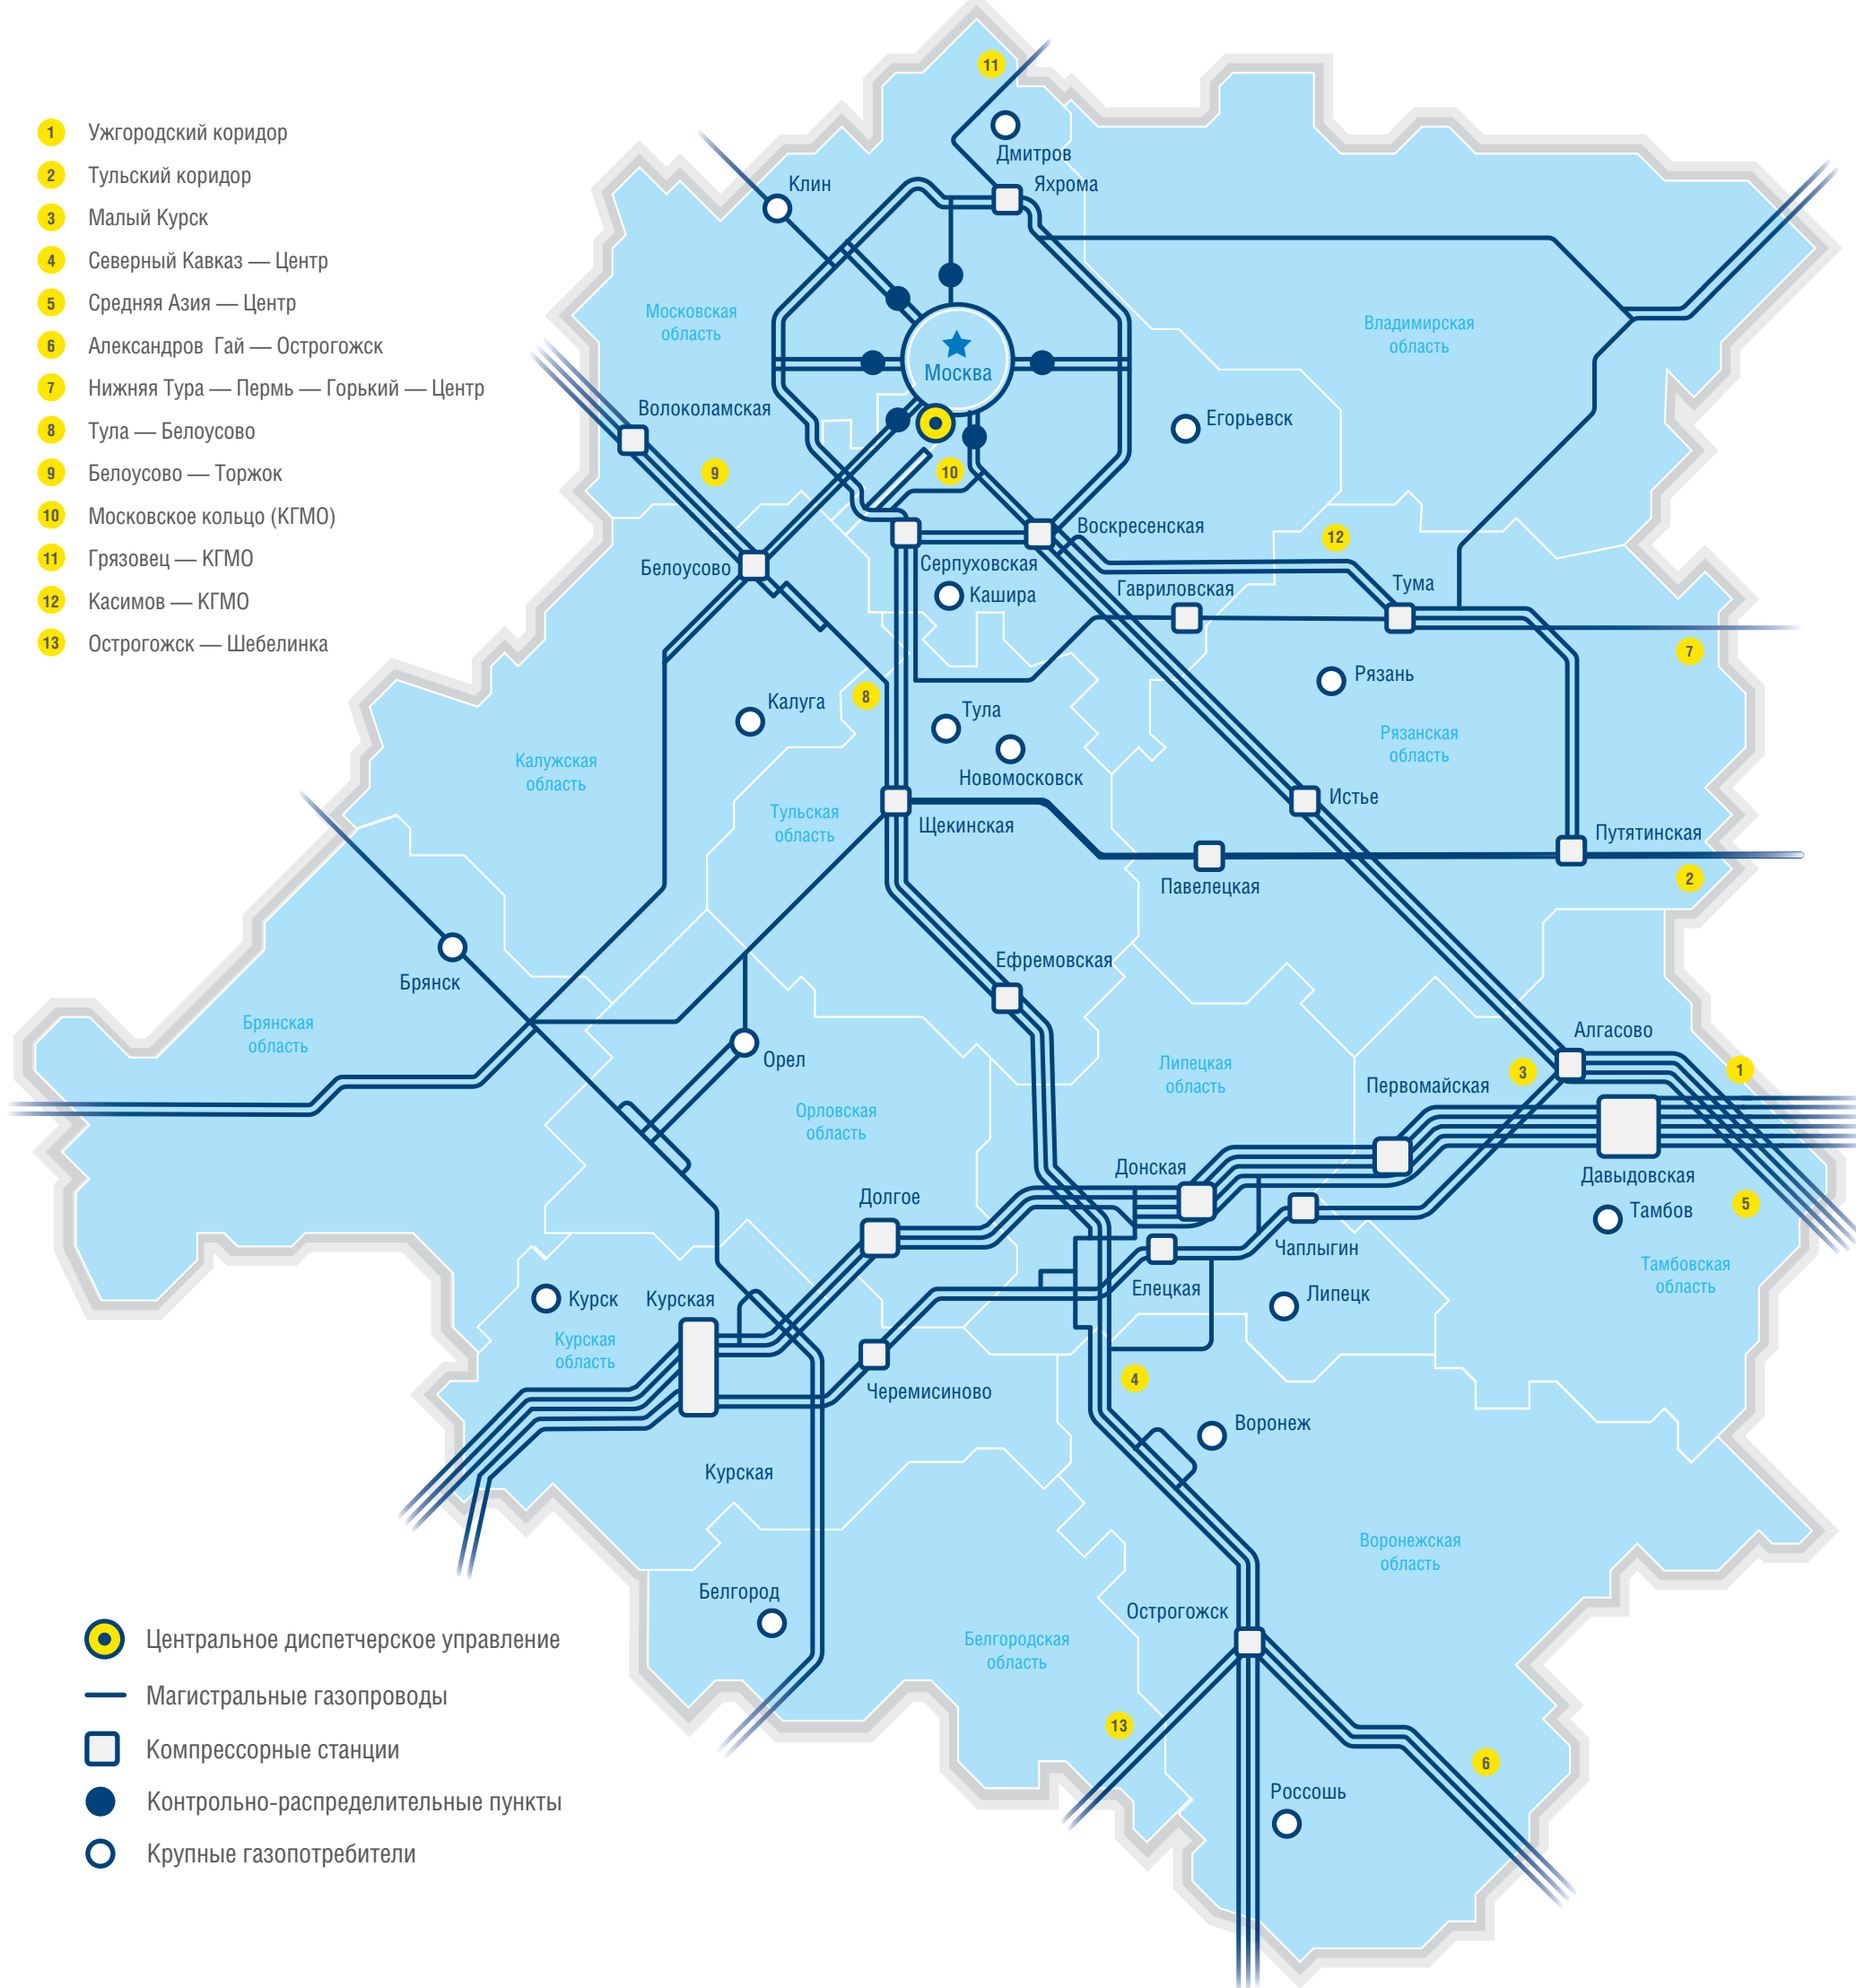 11
Дмитров
Клин
Яхрома
1 Ужгородский коридор
2 Тульский коридор
3 Малый Курск
4 Северный Кавказ — Центр
5 Средняя Азия — Центр
6 Александров Гай — Острогожск
7 Нижняя Тура — Пермь — Горький — Центр
8 Тула — Белоусово
9 Белоусово — Торжок
10 Московское кольцо (КГМО)
11 Грязовец — КГМО
12 Касимов — КГМО
13 Острогожск — Шебелинка
Московская
область
Владимирская
область
Москва
Волоколамская
Егорьевск
9
10
Воскресенская
12
Серпуховская
Белоусово
Кашира
Гавриловская
Тума
7
Рязань
8
Калуга
Тула
Рязанская
область
Новомосковск
Калужская
область
Истье
Тульская
область
Щекинская
Путятинская
Павелецкая
2
Ефремовская
Брянск
Брянская
область
Алгасово
Орел
Липецкая
область
3
1
Первомайская
Орловская
область
Донская
Давыдовская
Долгое
5
Тамбов
Чаплыгин
Тамбовская
область
Елецкая
Липецк
Курск
Курская
Курская
область
4
Черемисиново
Воронеж
Курская
Воронежская
область
Белгород
Острогожск
Белгородская
область
13
6
Россошь
Центральное диспетчерское управление
Магистральные газопроводы
Компрессорные станции
Контрольно-распределительные пункты
Крупные газопотребители